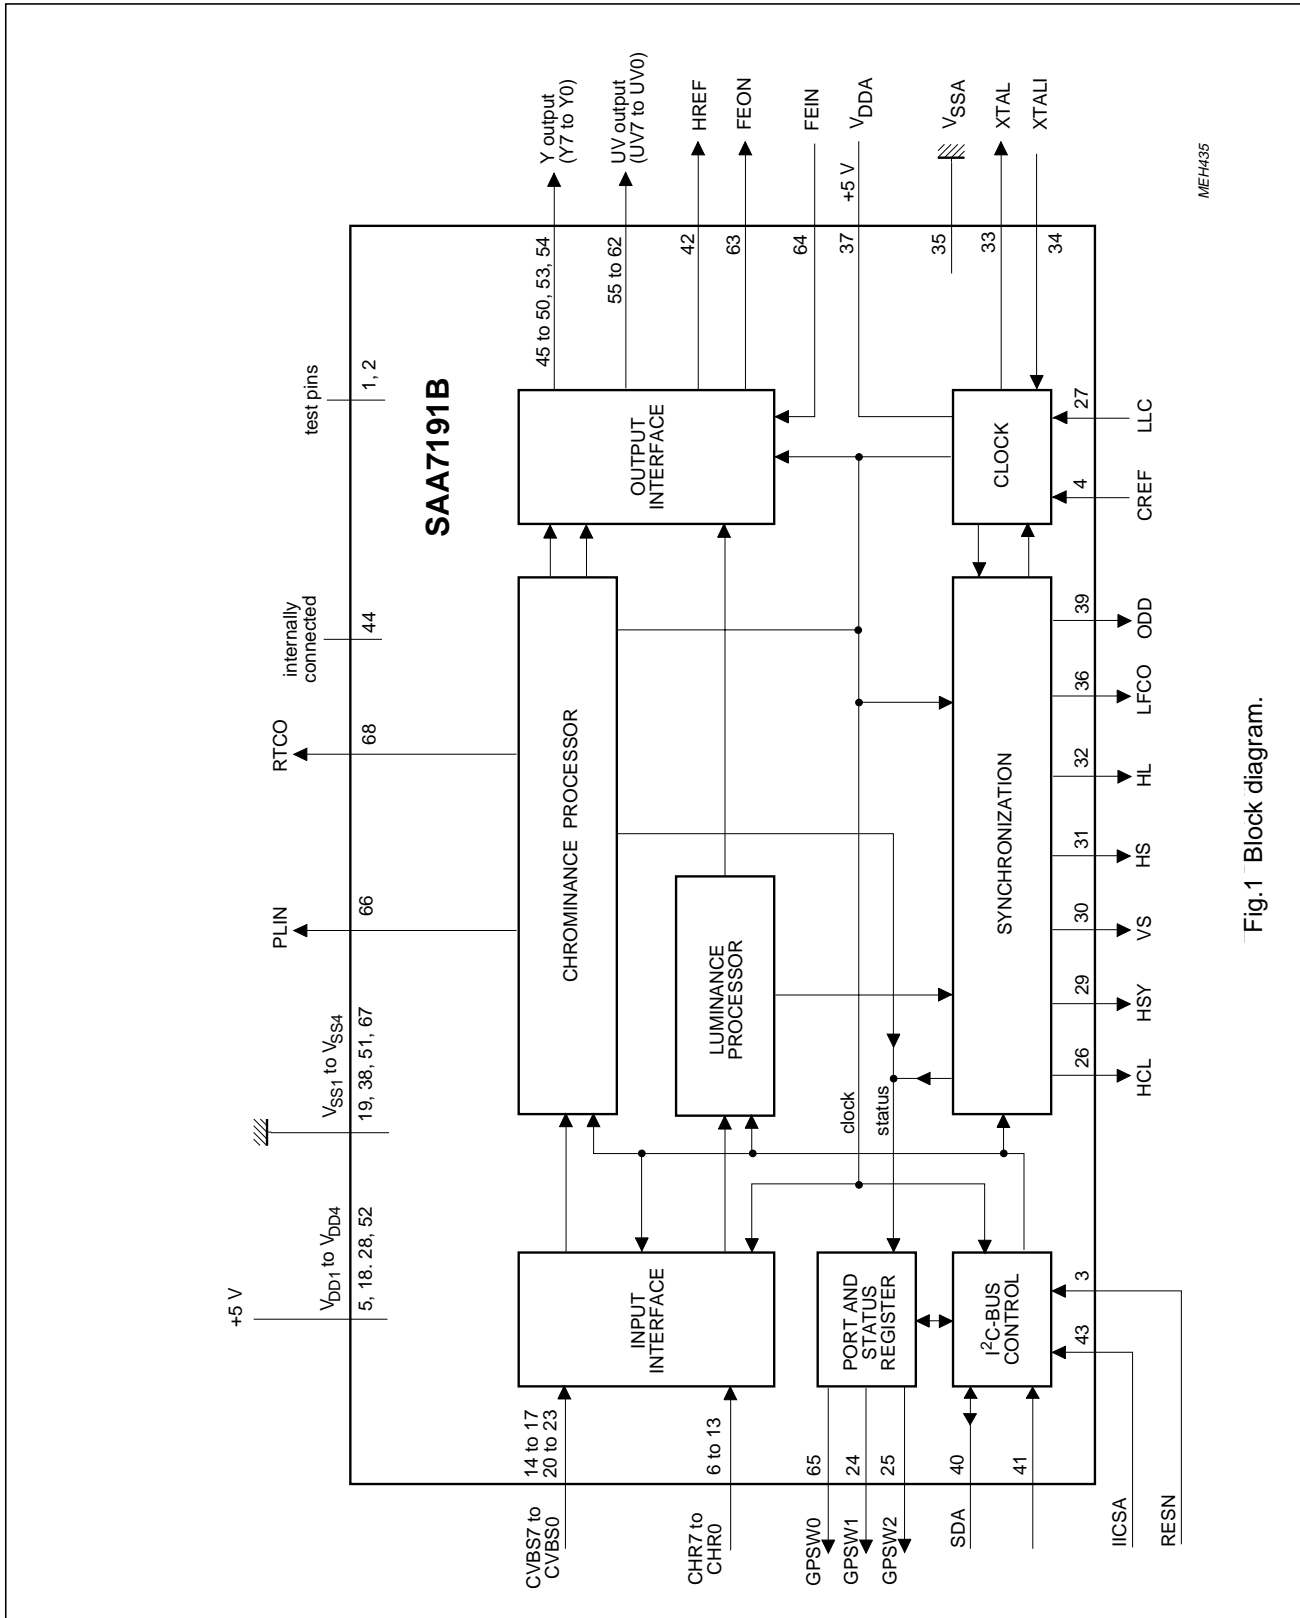 SAA7191B
+5 V
VDD1 to VDD4
5, 18. 28, 52
VSS1 to VSS4
19, 38, 51, 67
PLIN
66
RTCO
68
internally
connected
44
test pins
1, 2
CVBS7 to
CVBS0
14 to 17
20 to 23
CHR7 to
CHR0
6 to 13
INPUT
INTERFACE
CHROMINANCE PROCESSOR
LUMINANCE
PROCESSOR
OUTPUT
INTERFACE
45 to 50, 53, 54
Y output
(Y7 to Y0)
55 to 62
UV output
(UV7 to UV0)
42
HREF
63
FEON
64
FEIN
37
+5 V
VDDA
35
VSSA
33
XTAL
34
XTALI
clock
status
GPSW0
65
GPSW1
24
GPSW2
25
PORT AND
STATUS
REGISTER
SDA
40
41
I2C-BUS
CONTROL
SYNCHRONIZATION
CLOCK
43
3
IICSA
RESN
26
HCL
29
HSY
30
VS
31
HS
32
HL
36
LFCO
39
ODD
4
CREF
27
LLC
MEH435
Fig.1 Block diagram.